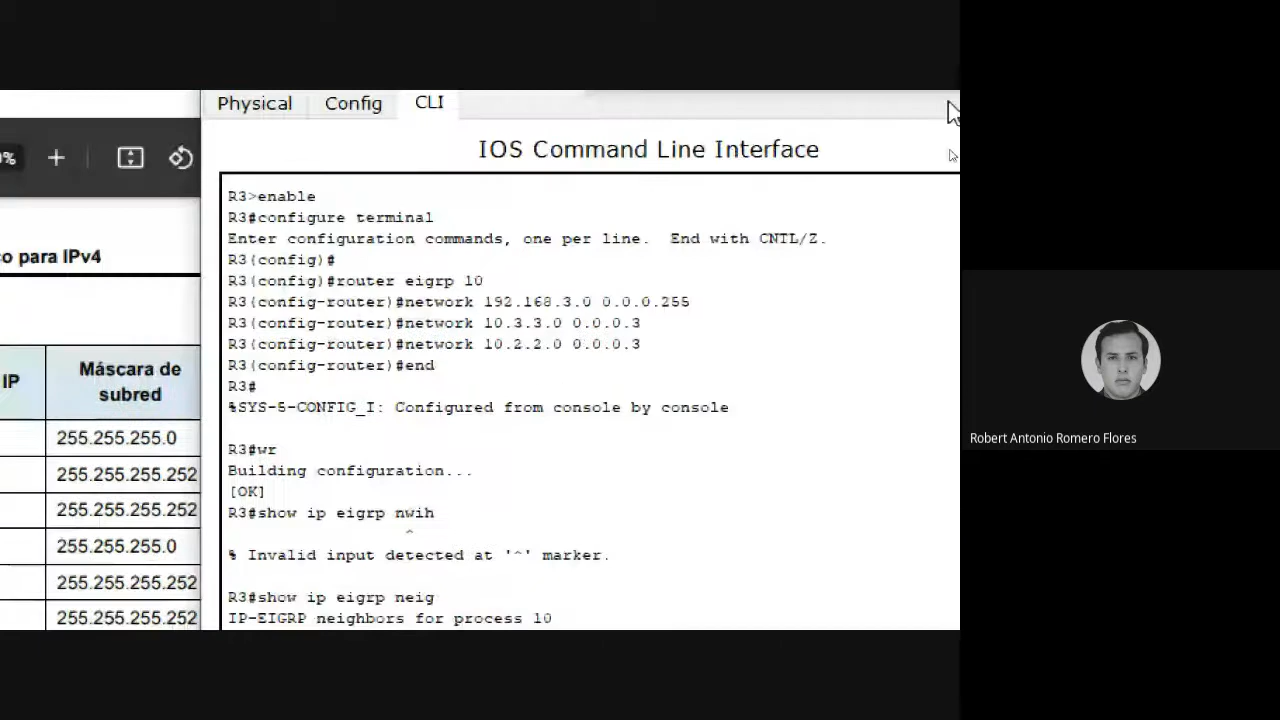 Physical Config CLI
IOS Command Line Interface
R3>enable
R3#configure terminal
Enter configuration commands, one per line.  End with CNTL/Z.
R3(config)#
R3(config)#router eigrp 10
R3(config-router)#network 192.168.3.0 0.0.0.255
R3(config-router)#network 10.3.3.0 0.0.0.3
R3(config-router)#network 10.2.2.0 0.0.0.3
R3(config-router)#end
R3#
%SYS-5-CONFIG_I: Configured from console by console
R3#wr
Building configuration...
[OK]
R3#show ip eigrp nwih
^
% Invalid input detected at '^' marker.
R3#show ip eigrp neig
IP-EIGRP neighbors for process 10
%
o para IPv4
IP
Máscara de
subred
255.255.255.0
255.255.255.252
255.255.255.252
255.255.255.0
255.255.255.252
255.255.255.252
Robert Antonio Romero Flores